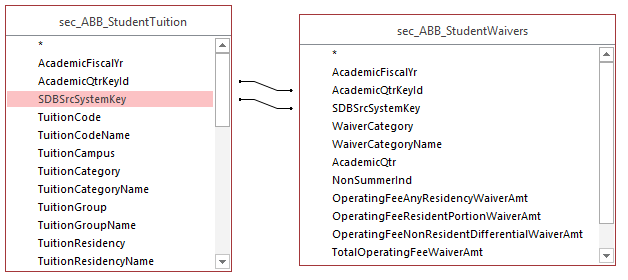 sec_ABB_StudentTuition
*
AcademicFiscalYr
AcademicQtrKeyId
SDBSrcSystemKey
TuitionCode
TuitionCodeName
TuitionCampus
TuitionCategory
TuitionCategoryName
TuitionGroup
TuitionGroupName
TuitionResidency
TuitionResidencyName
sec_ABB_StudentWaivers
*
AcademicFiscalYr
AcademicQtrKeyId
SDBSrcSystemKey
WaiverCategory
WaiverCategoryName
AcademicQtr
NonSummerInd
OperatingFeeAnyResidencyWaiverAmt
OperatingFeeResidentPortionWaiverAmt
OperatingFeeNonResidentDifferentialWaiverAmt
TotalOperatingFeeWaiverAmt